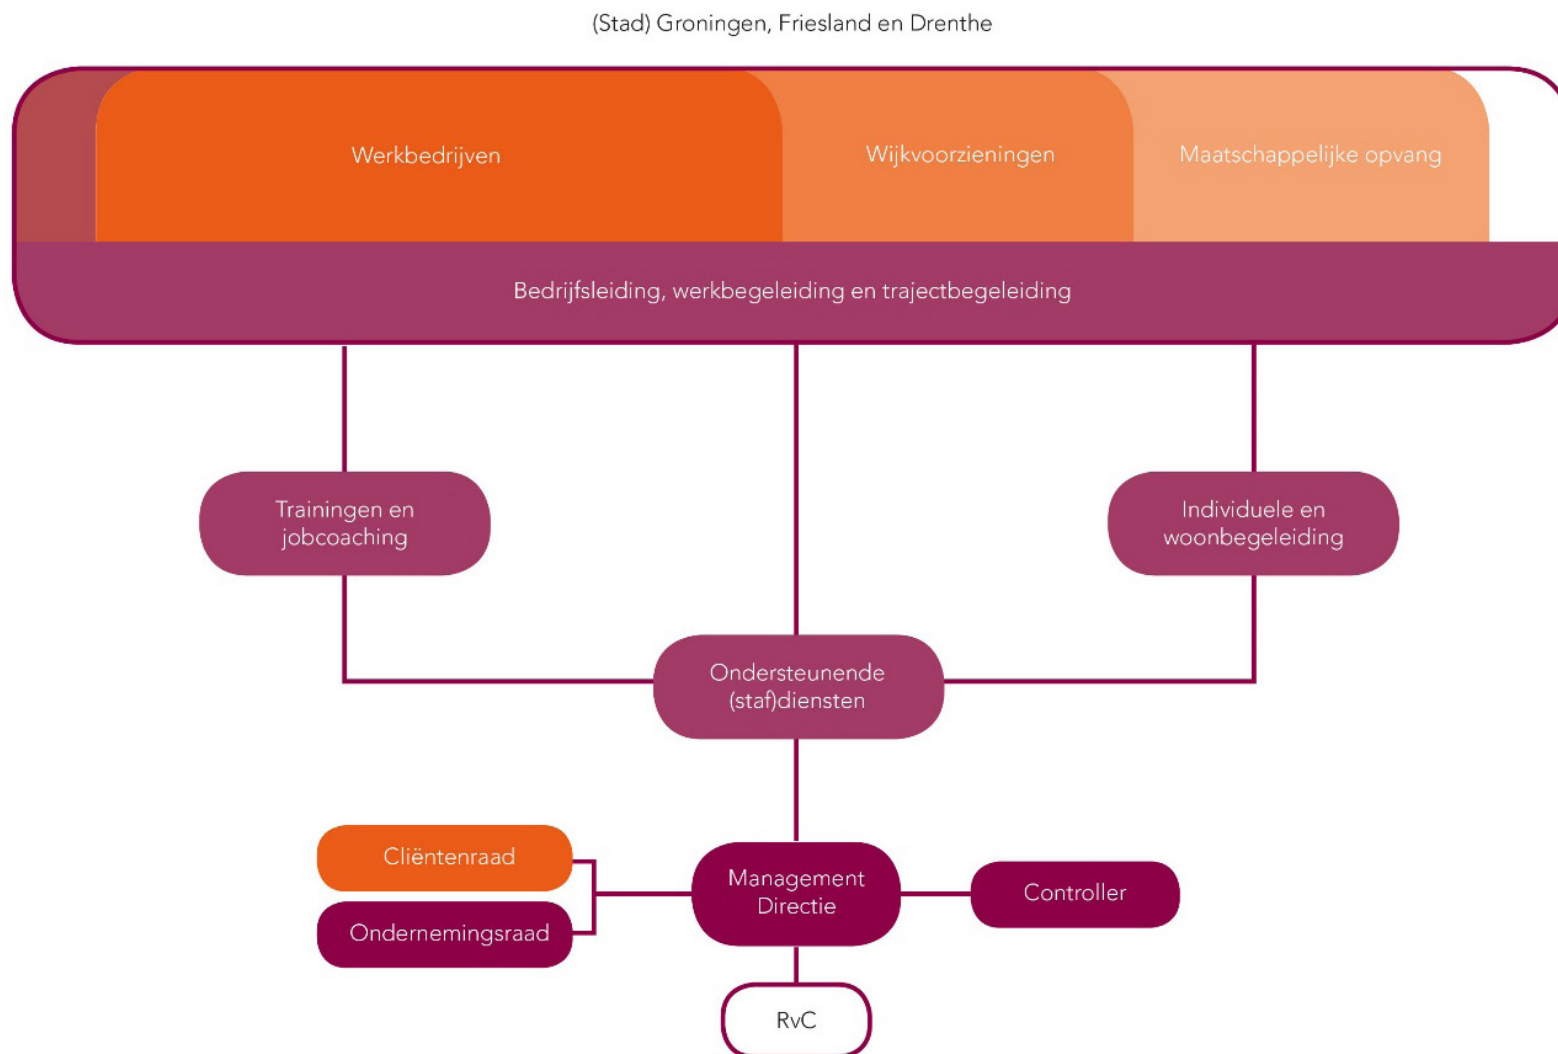 (Stad) Groningen, Friesland en Drenthe
Werkbedrijven
Wijkvoorzieningen
Maatschappelijke opvang
Bedrijfsleiding, werkbegeleiding en trajectbegeleiding
Trainingen en
jobcoaching
Individuele en
woonbegeleiding
Ondersteunende
(staf)diensten
Cliëntenraad
Ondernemingsraad
Management
Directie
Controller
RvC